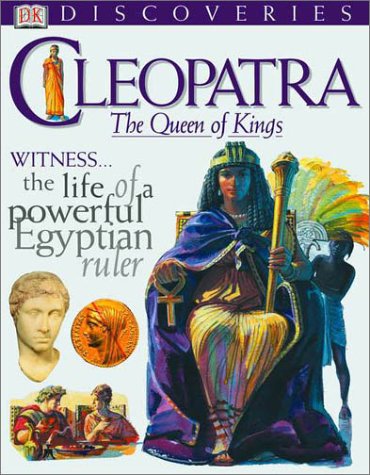 DK DISCOVERIES
CLEOPATRA
The Queen of Kings
WITNESS...
the life of a
powerful
Egyptian
ruler